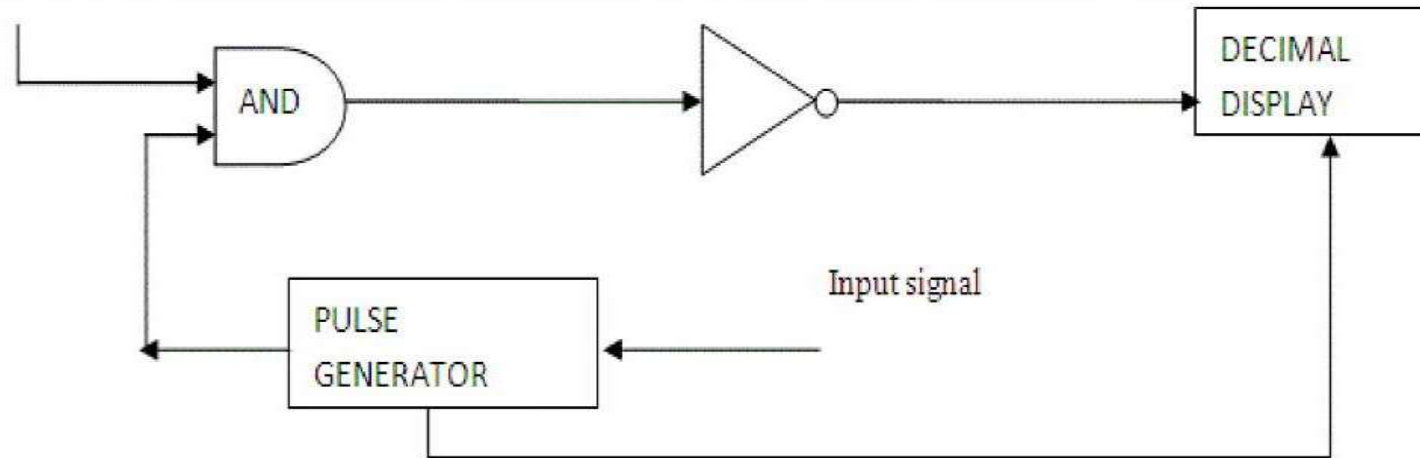 DECIMAL
DISPLAY
AND
Input signal
PULSE
GENERATOR